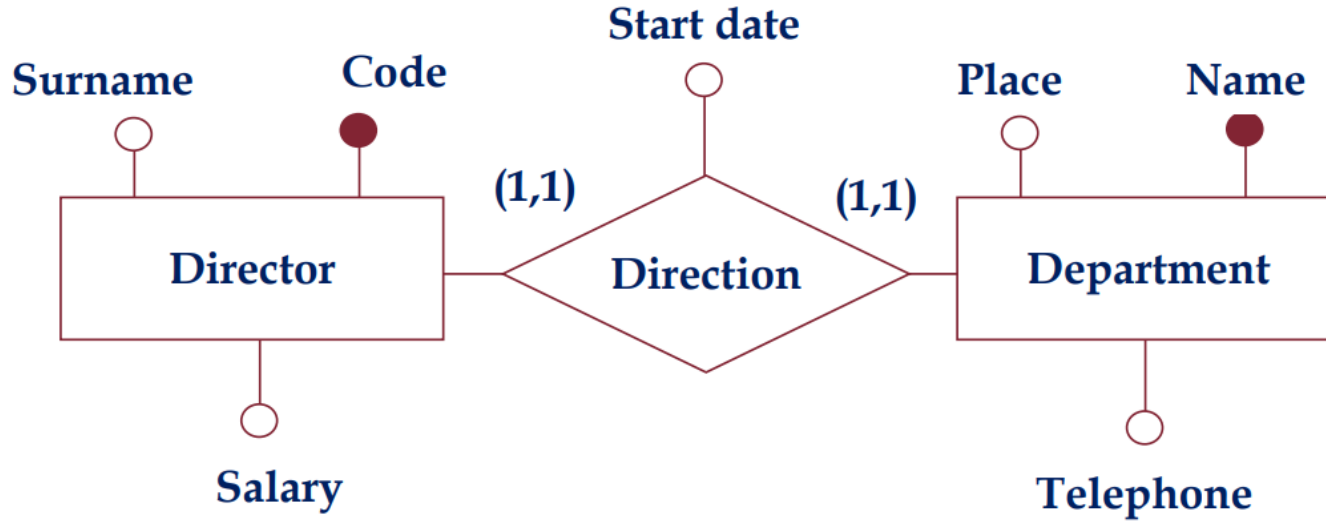 Start date
Surname
Code
Place
Name
(1,1)
(1,1)
Director
Direction
Department
Salary
Telephone